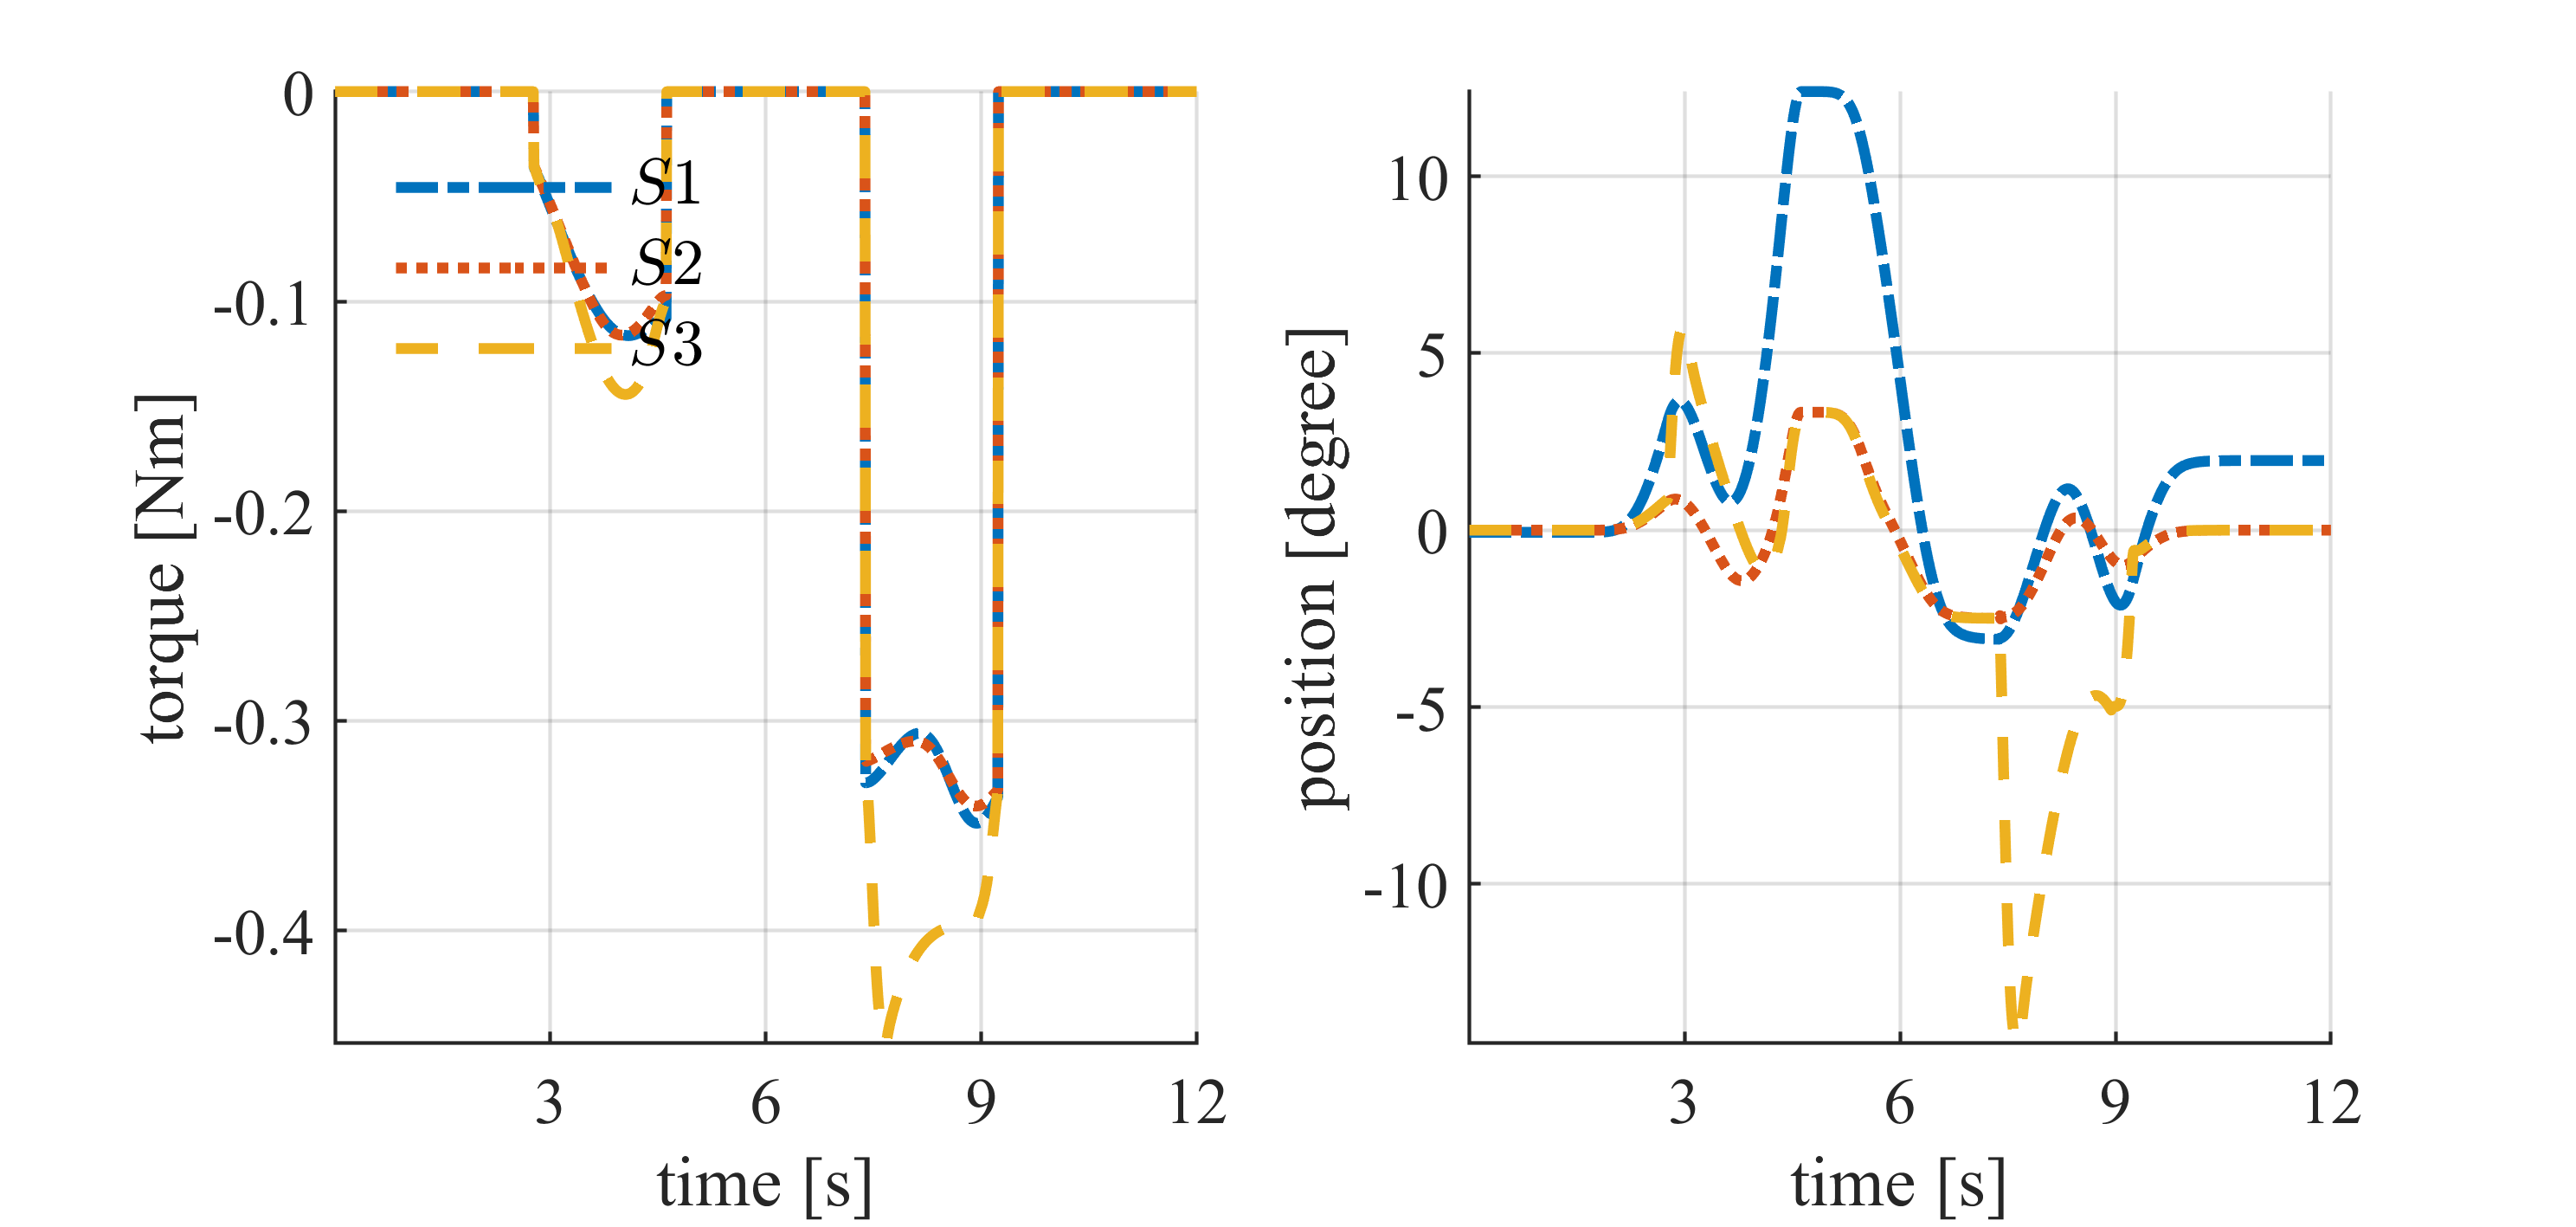 0
-0.1
-0.2
-0.3
-0.4
torque [Nm]
S1
S2
S3
3 6 9 12
time [s]
10
5
0
-5
-10
position [degree]
3 6 9 12
time [s]